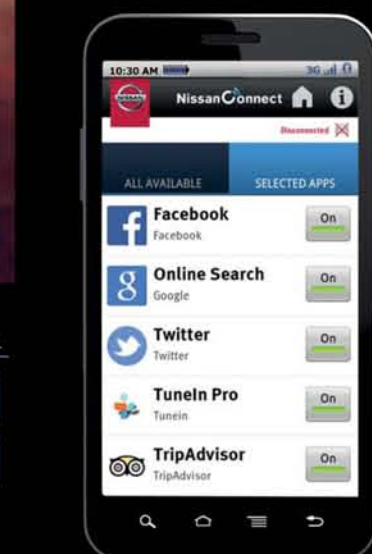 10:30 AM 3G
NISSAN
NissanConnect
Disconnected
ALL AVAILABLE SELECTED APPS
Facebook
Facebook
On
Online Search
Google
On
Twitter
Twitter
On
TuneIn Pro
Tunein
On
TripAdvisor
TripAdvisor
On